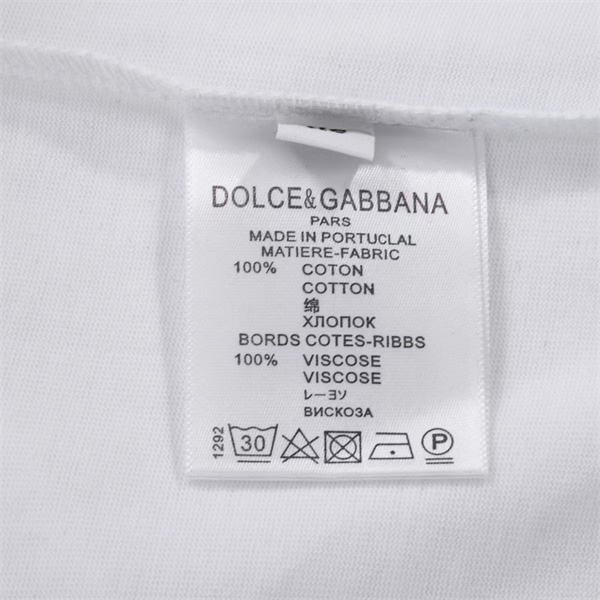 DOLCE&GABBANA
PARS
MADE IN PORTUCLAL
MATIERE-FABRIC
100% COTON
COTTON
绵
ХЛОПОК
BORDS COTES-RIBBS
100% VISCOSE
VISCOSE
レーヨソ
ВИСКОЗА
1292
30
P